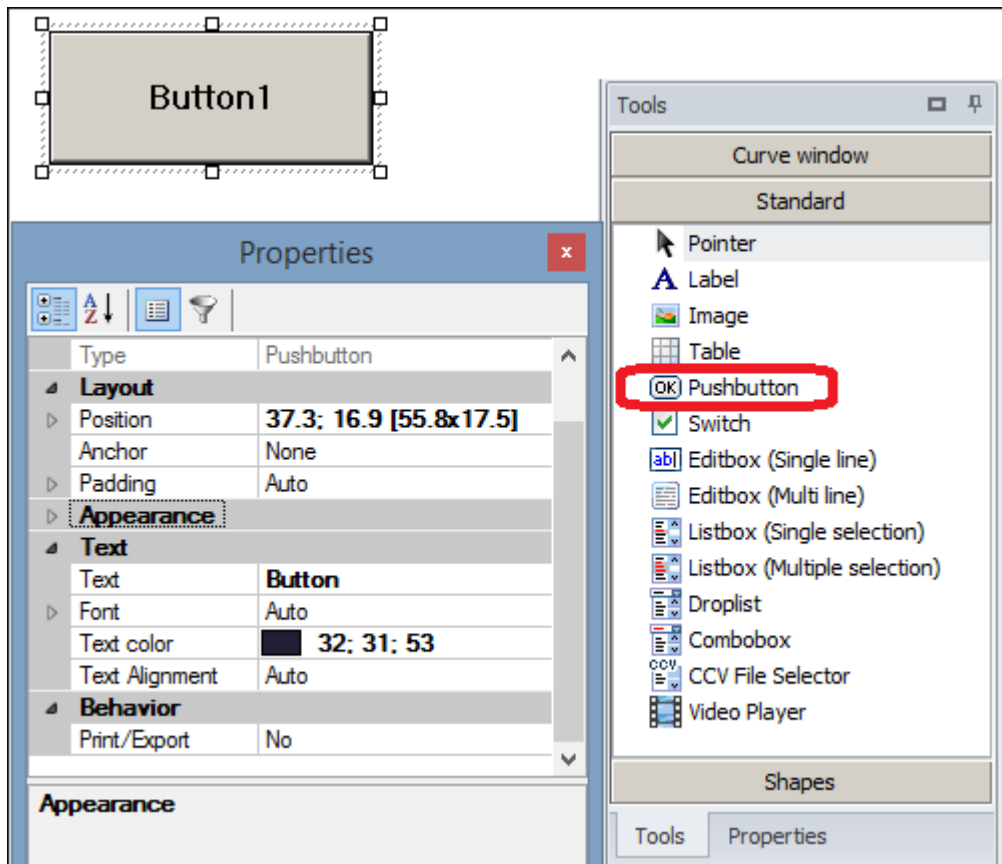 Button1
Tools
Curve window
Standard
Pointer
A Label
Image
Table
OK Pushbutton
Switch
ab Editbox (Single line)
Editbox (Multi line)
Listbox (Single selection)
Listbox (Multiple selection)
Droplist
Combobox
CCV CCV File Selector
Video Player
Shapes
Tools Properties
Properties x
A Z
Type Pushbutton
Layout
Position 37.3; 16.9 [55.8x17.5]
Anchor None
Padding Auto
Appearance
Text
Text Button
Font Auto
Text color 32; 31; 53
Text Alignment Auto
Behavior
Print/Export No
Appearance